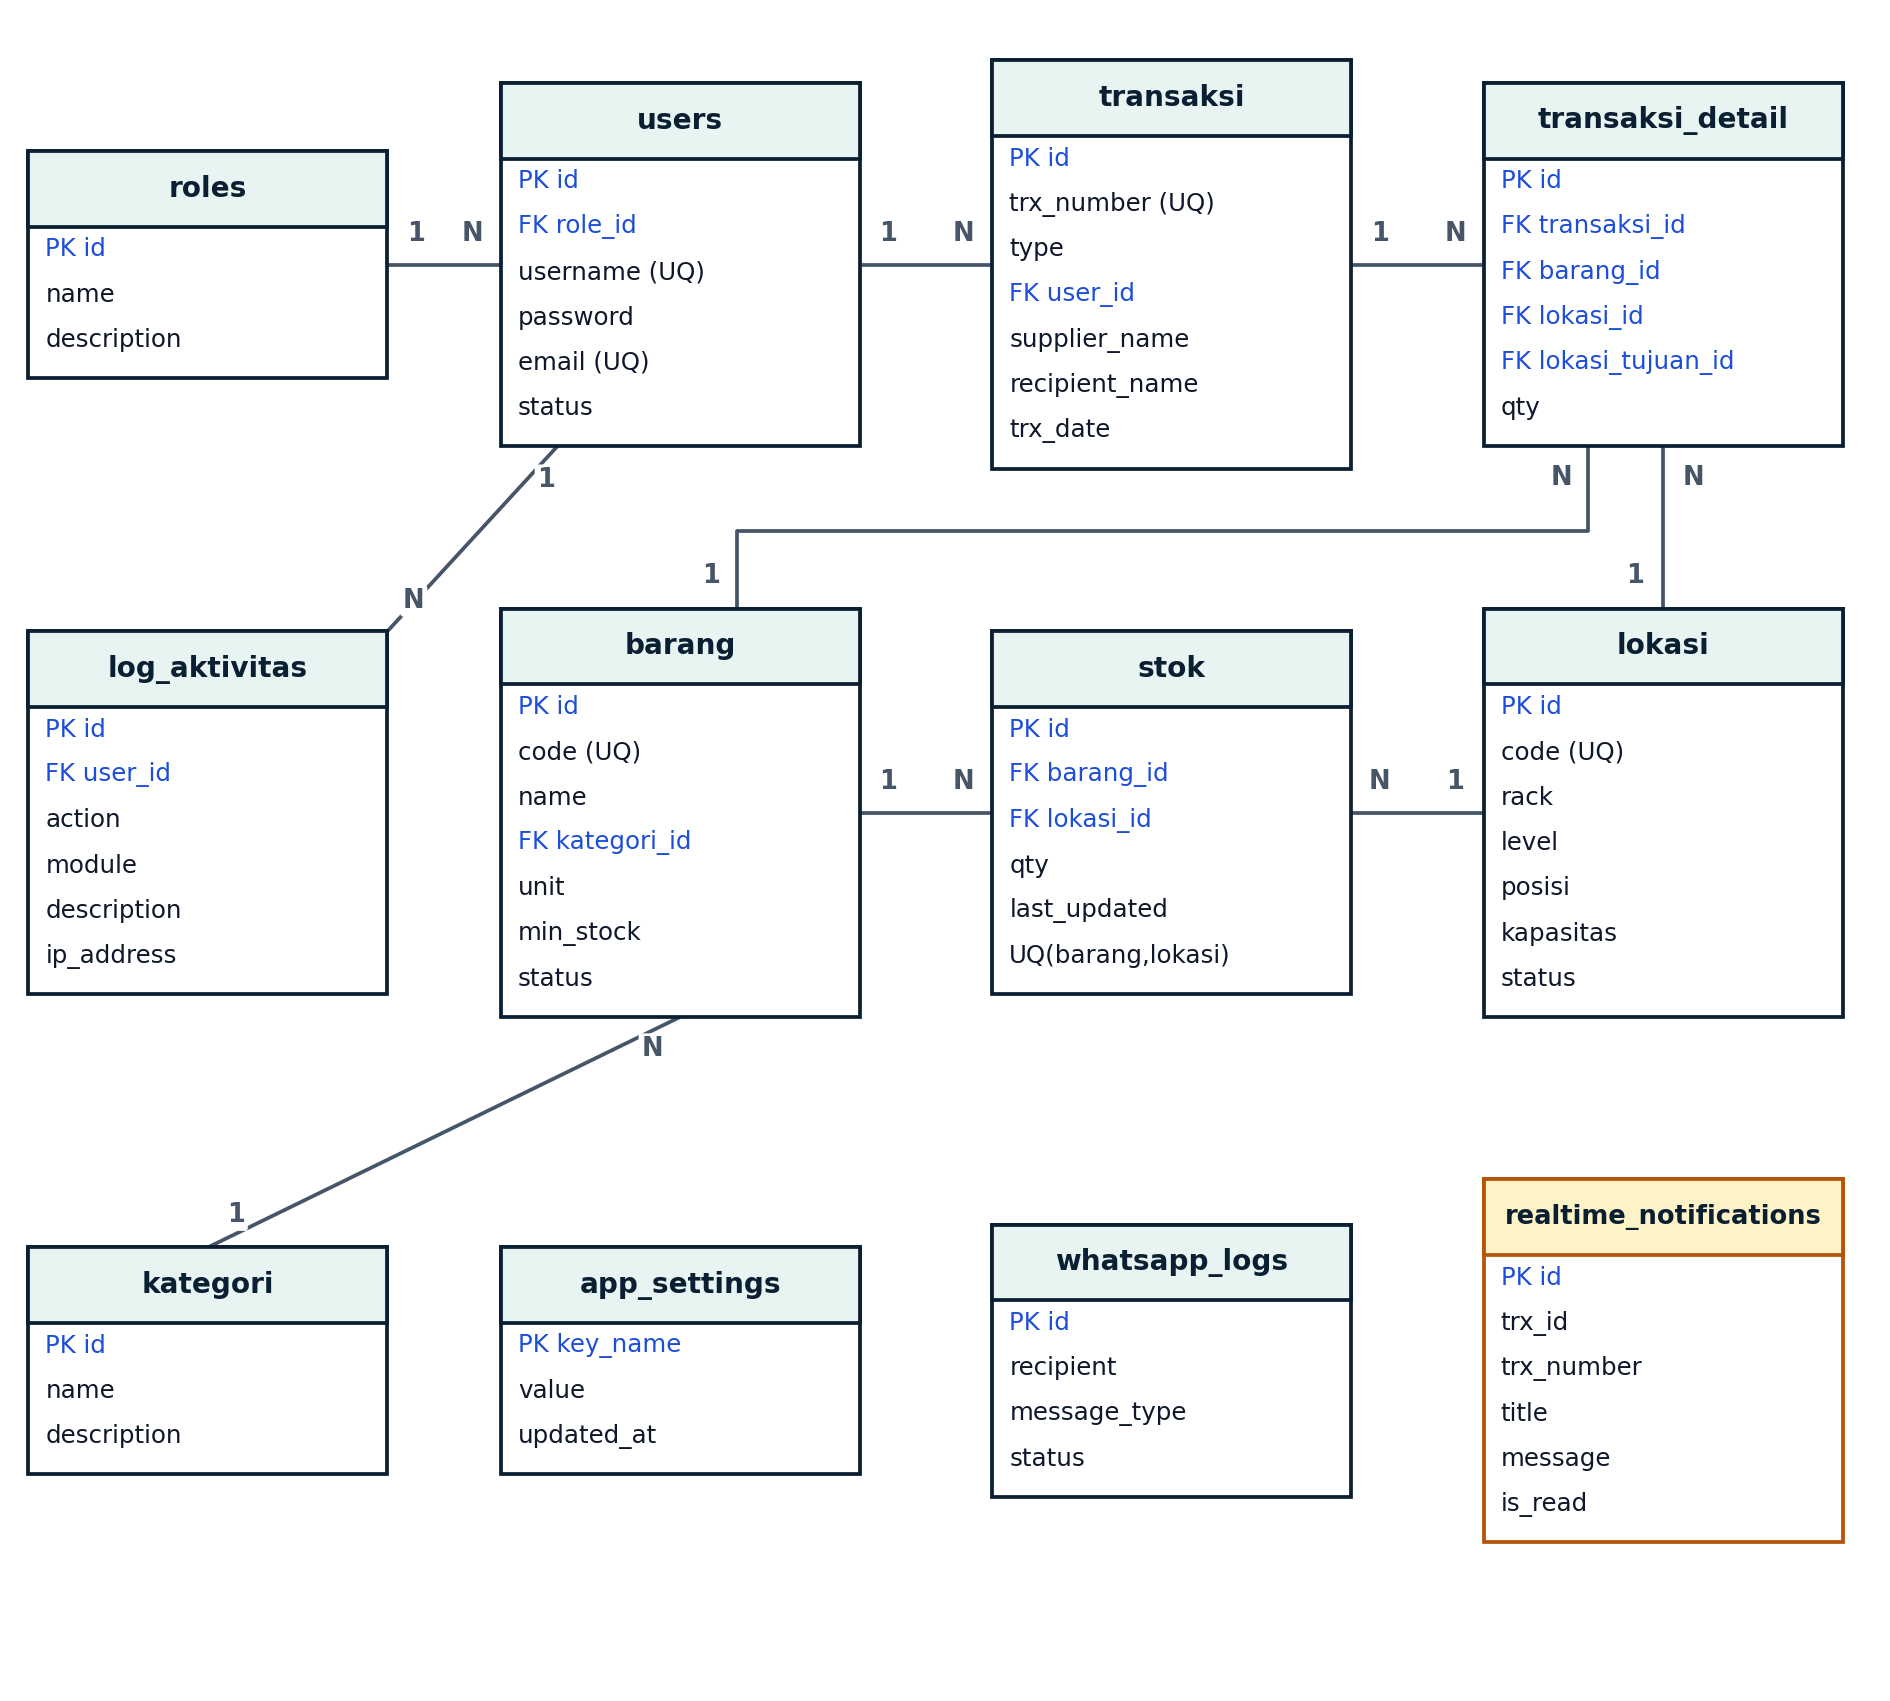 roles
PK id
name
description
1 N
users
PK id
FK role_id
username (UQ)
password
email (UQ)
status
1 N
transaksi
PK id
trx_number (UQ)
type
FK user_id
supplier_name
recipient_name
trx_date
1 N
transaksi_detail
PK id
FK transaksi_id
FK barang_id
FK lokasi_id
FK lokasi_tujuan_id
qty
1
N
N
1
N
1
log_aktivitas
PK id
FK user_id
action
module
description
ip_address
barang
PK id
code (UQ)
name
FK kategori_id
unit
min_stock
status
1 N
stok
PK id
FK barang_id
FK lokasi_id
qty
last_updated
UQ(barang,lokasi)
N 1
lokasi
PK id
code (UQ)
rack
level
posisi
kapasitas
status
N
1
kategori
PK id
name
description
app_settings
PK key_name
value
updated_at
whatsapp_logs
PK id
recipient
message_type
status
realtime_notifications
PK id
trx_id
trx_number
title
message
is_read